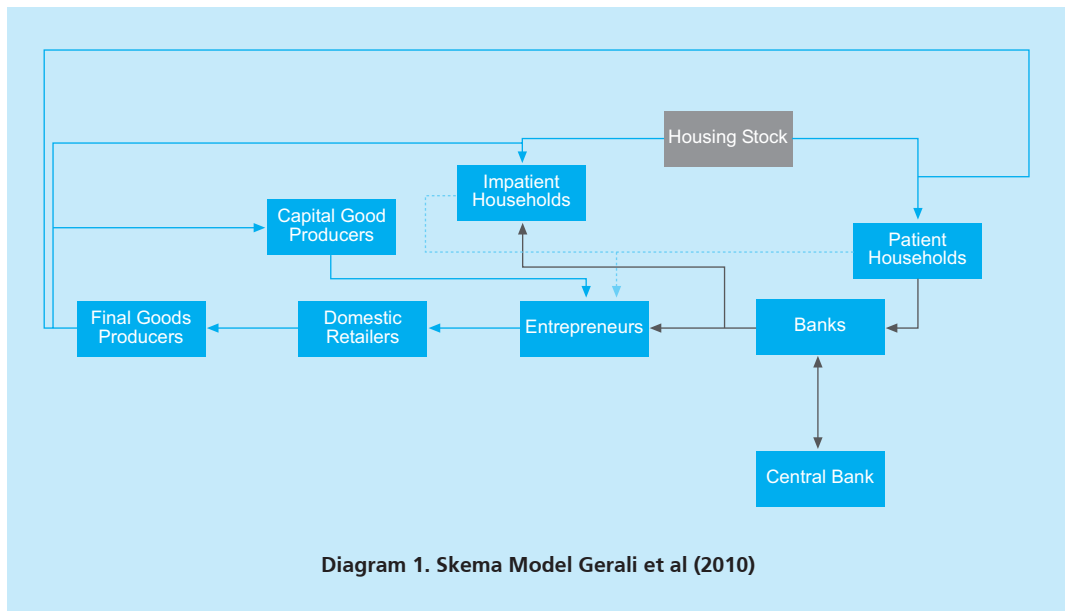 Housing Stock
Impatient
Households
Capital Good
Producers
Patient
Households
Final Goods
Producers
Domestic
Retailers
Entrepreneurs
Banks
Central Bank
Diagram 1. Skema Model Gerali et al (2010)